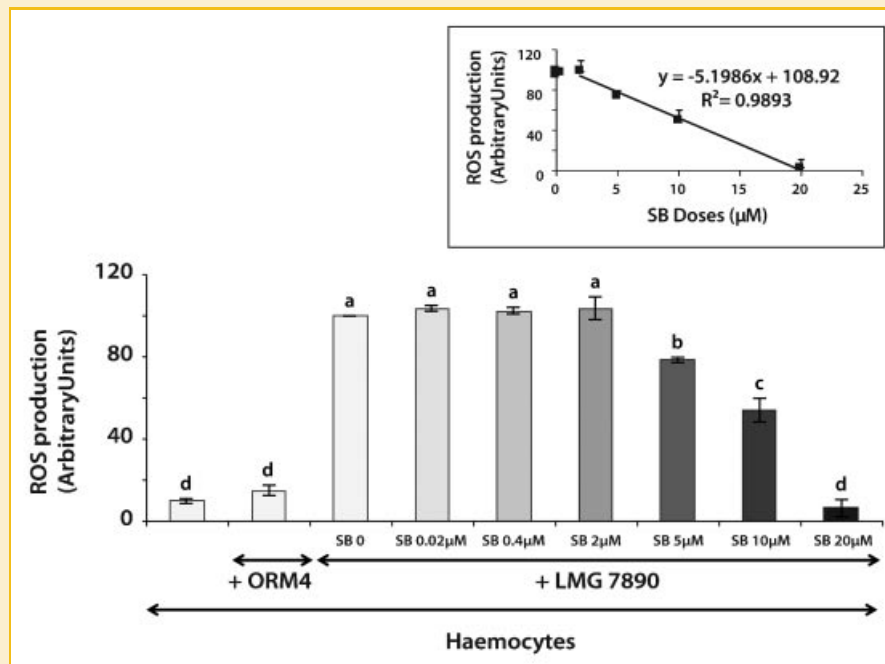 120
80
40
0
ROS production
(ArbitraryUnits)
y = -5.1986x + 108.92
R²= 0.9893
0 5 10 15 20 25
SB Doses (µM)
120
80
40
0
ROS production
(ArbitraryUnits)
d d a a a a b c d
SB 0 SB 0.02µM SB 0.4µM SB 2µM SB 5µM SB 10µM SB 20µM
+ ORM4 + LMG 7890
Haemocytes